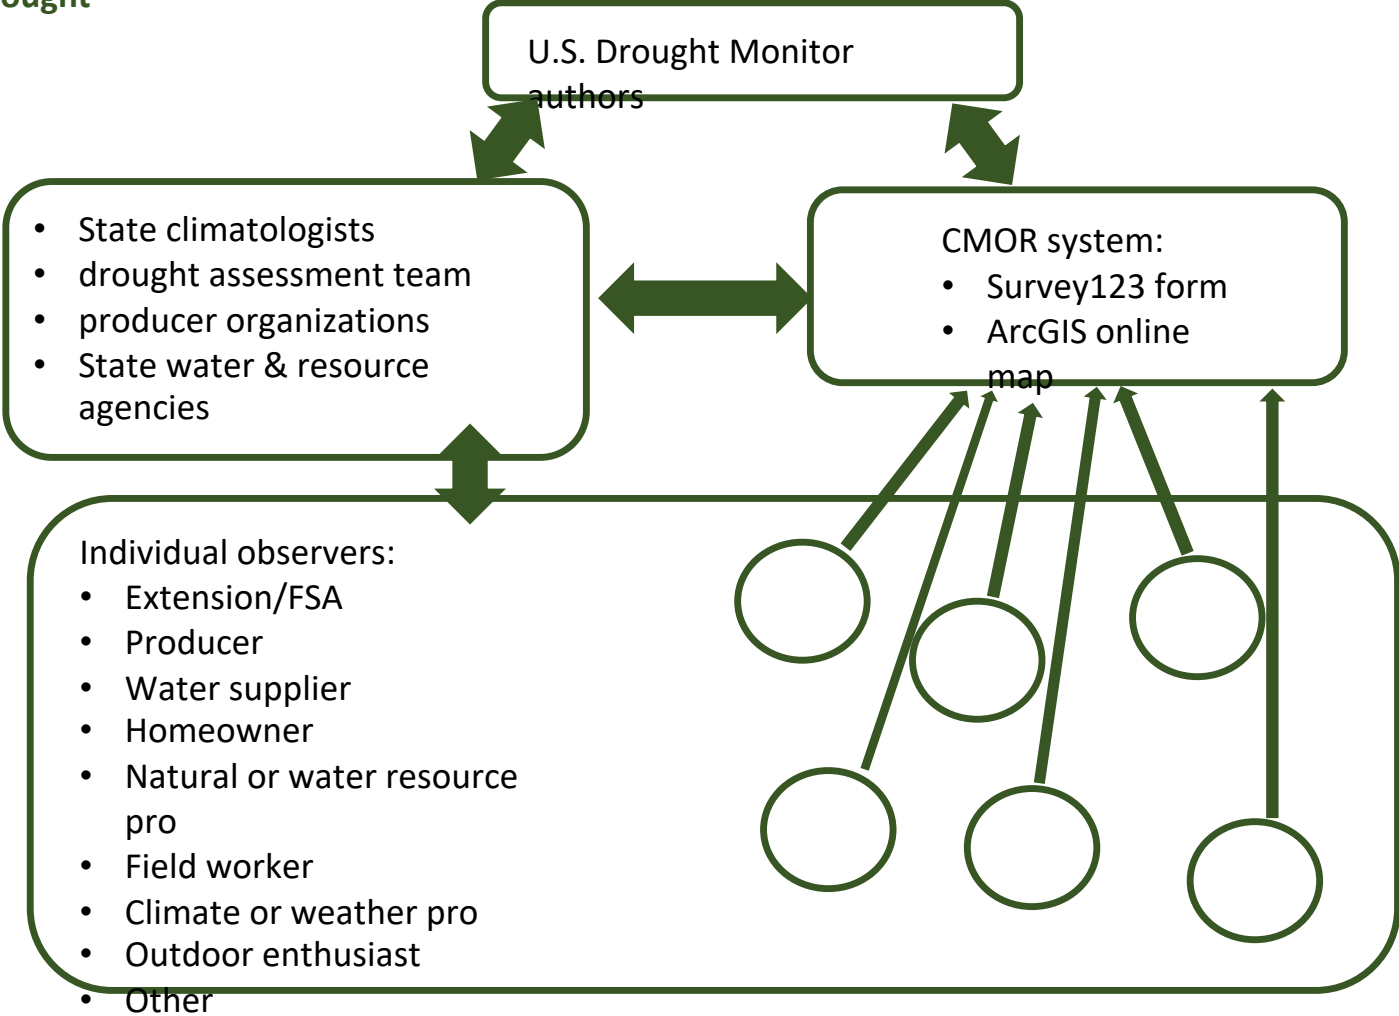 ought
U.S. Drought Monitor
authors
• State climatologists
• drought assessment team
• producer organizations
• State water & resource
agencies
CMOR system:
• Survey123 form
• ArcGIS online
map
Individual observers:
• Extension/FSA
• Producer
• Water supplier
• Homeowner
• Natural or water resource
pro
• Field worker
• Climate or weather pro
• Outdoor enthusiast
• Other